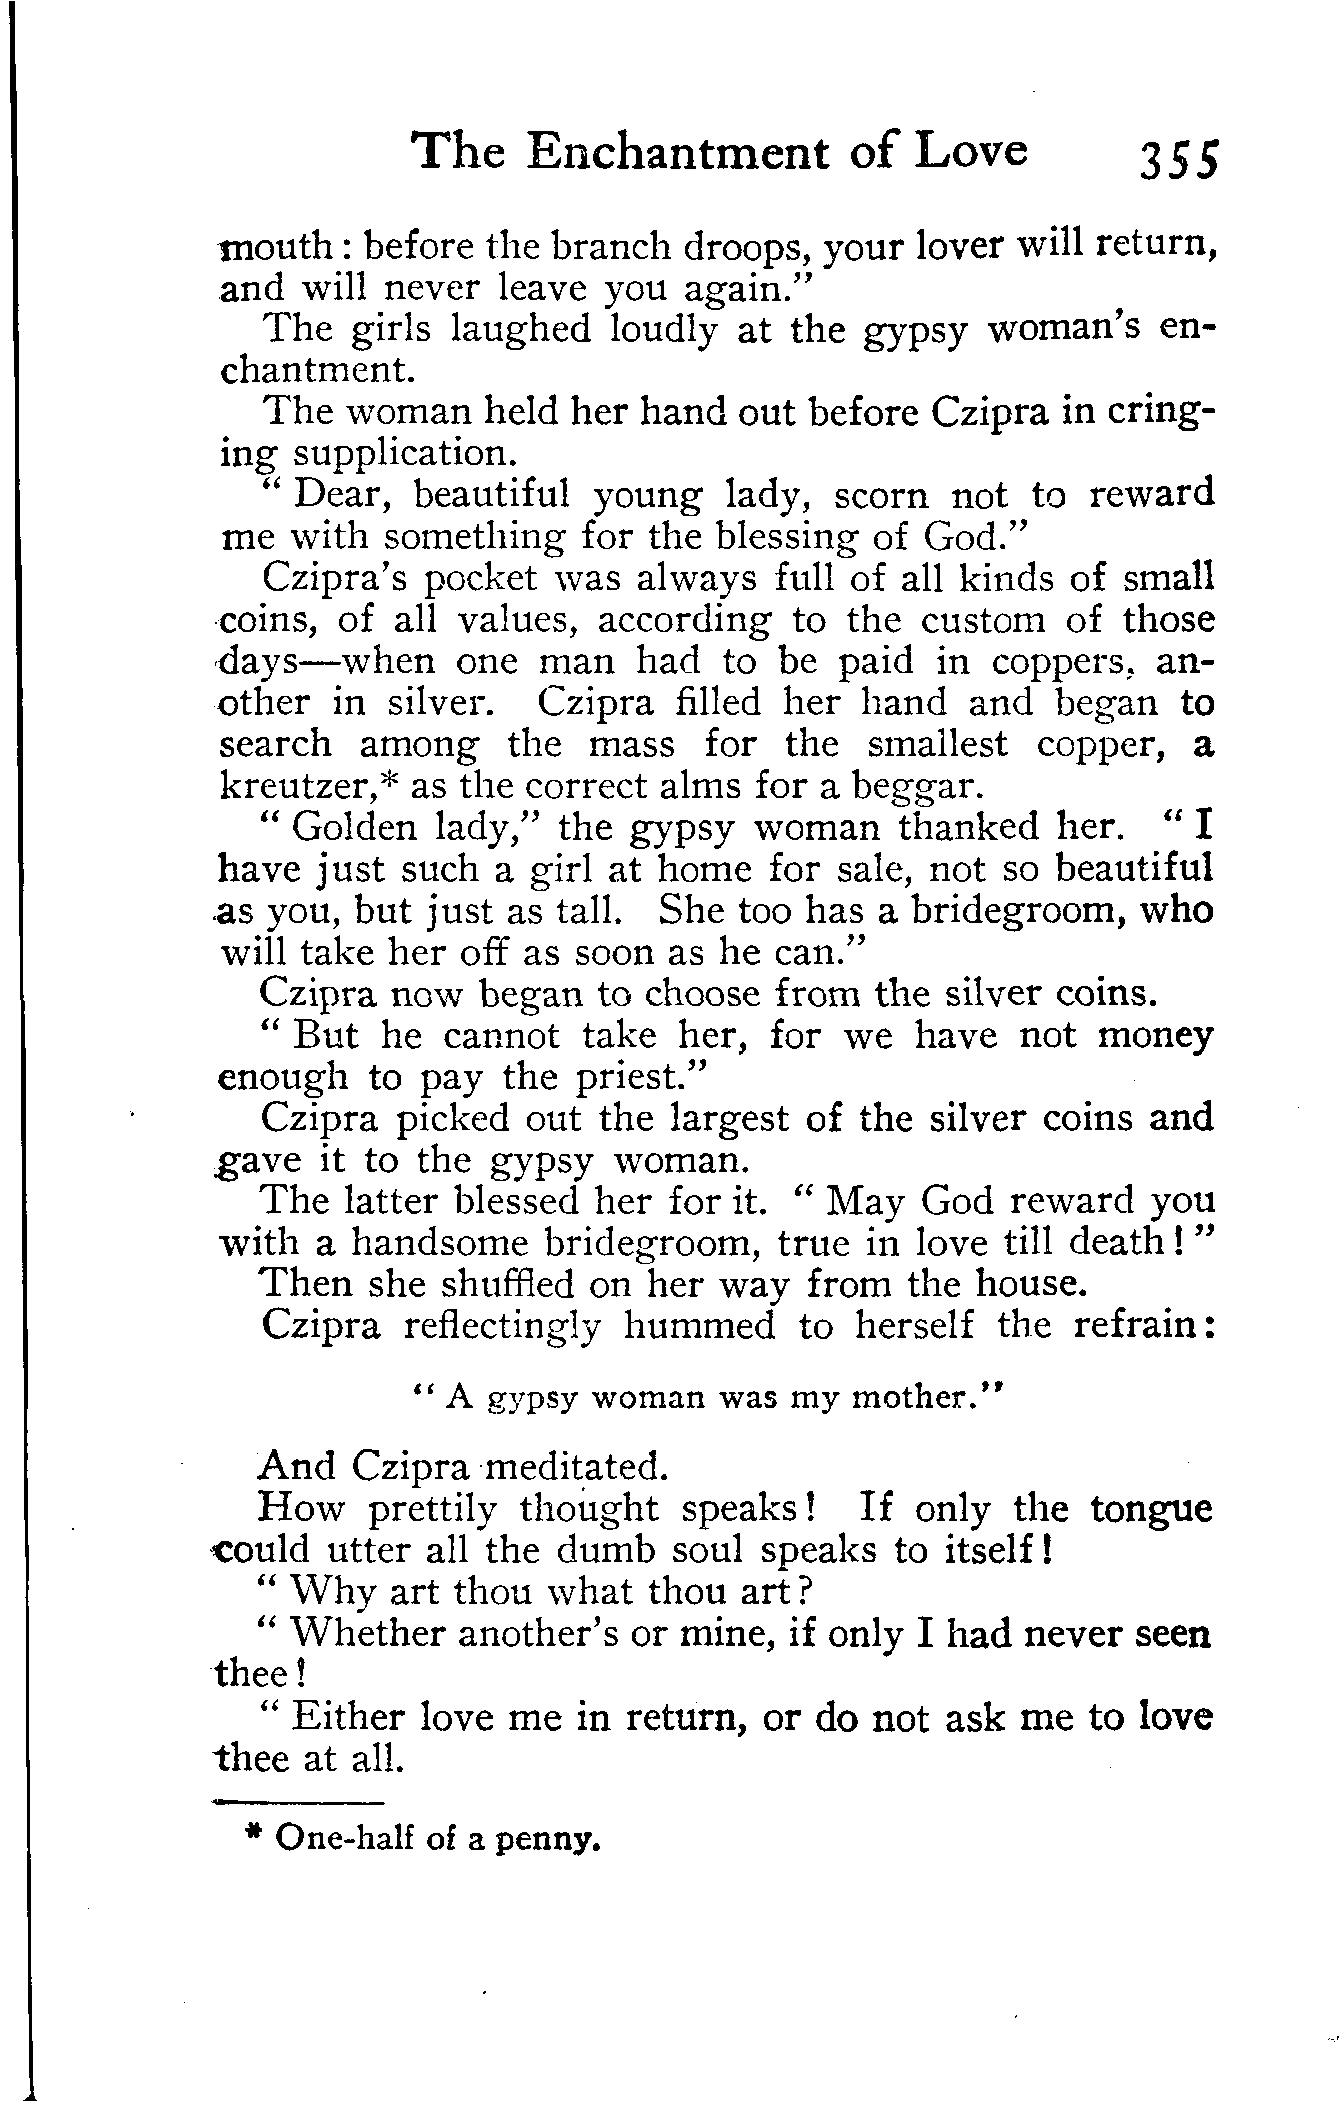 The Enchantment of Love 355
mouth : before the branch droops, your lover will return,
and will never leave you again.”
The girls laughed loudly at the gypsy woman’s en-
chantment.
The woman held her hand out before Czipra in cring-
ing supplication.
“ Dear, beautiful young lady, scorn not to reward
me with something for the blessing of God.”
Czipra’s pocket was always full of all kinds of small
coins, of all values, according to the custom of those
days—when one man had to be paid in coppers, an-
other in silver. Czipra filled her hand and began to
search among the mass for the smallest copper, a
kreutzer,* as the correct alms for a beggar.
“ Golden lady,” the gypsy woman thanked her. “ I
have just such a girl at home for sale, not so beautiful
as you, but just as tall. She too has a bridegroom, who
will take her off as soon as he can.”
Czipra now began to choose from the silver coins.
“ But he cannot take her, for we have not money
enough to pay the priest.”
Czipra picked out the largest of the silver coins and
gave it to the gypsy woman.
The latter blessed her for it. “ May God reward you
with a handsome bridegroom, true in love till death ! ”
Then she shuffled on her way from the house.
Czipra reflectingly hummed to herself the refrain :
“ A gypsy woman was my mother.”
And Czipra meditated.
How prettily thought speaks ! If only the tongue
could utter all the dumb soul speaks to itself !
“ Why art thou what thou art ?
“ Whether another’s or mine, if only I had never seen
thee !
“ Either love me in return, or do not ask me to love
thee at all.
* One-half of a penny.